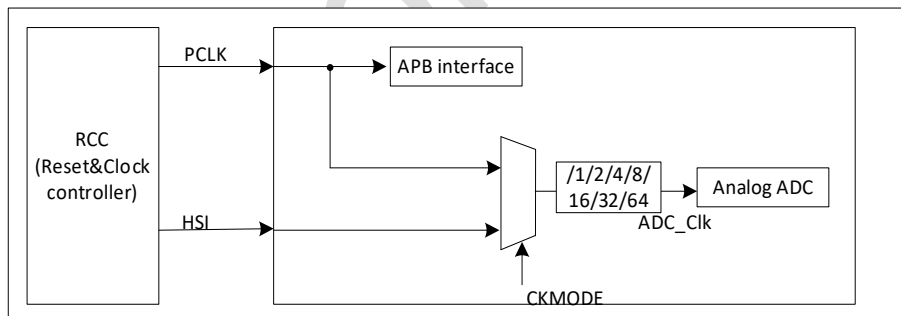 PCLK
APB interface
RCC
(Reset&Clock
controller)
/1/2/4/8/
16/32/64
Analog ADC
ADC_Clk
HSI
CKMODE